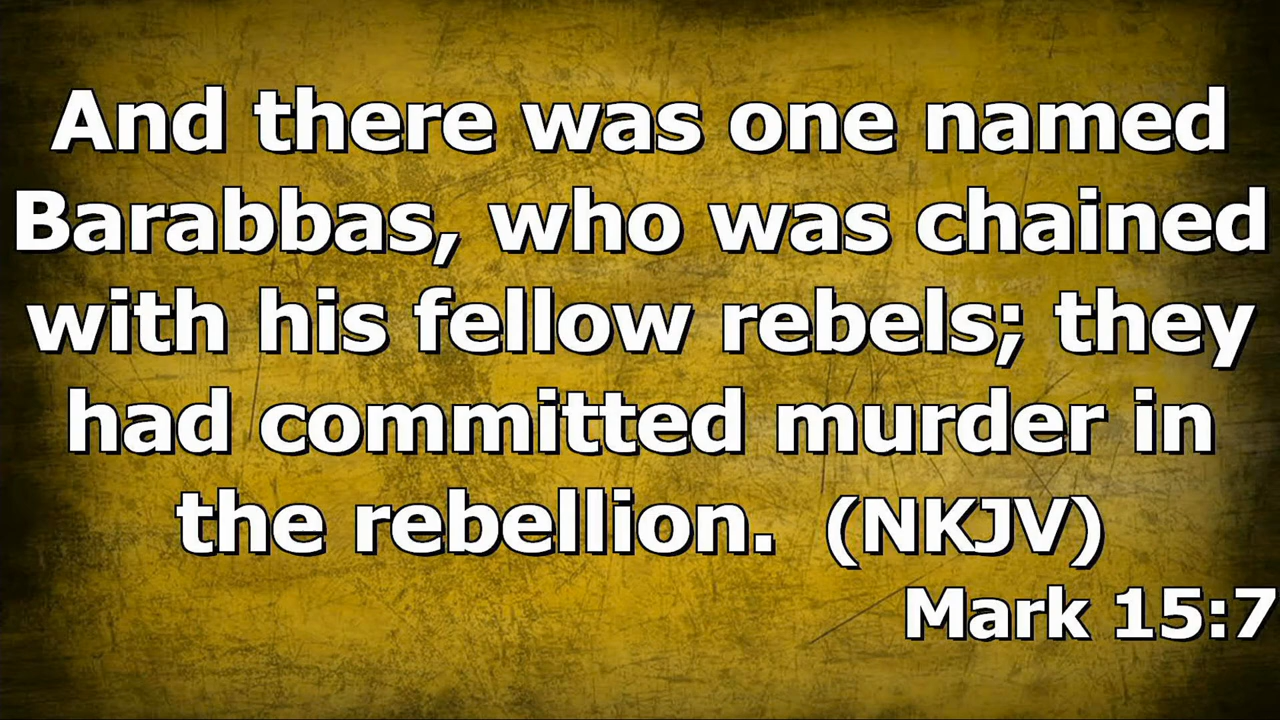 And there was one named
Barabbas, who was chained
with his fellow rebels; they
had committed murder in
the rebellion. (NKJV)
Mark 15:7